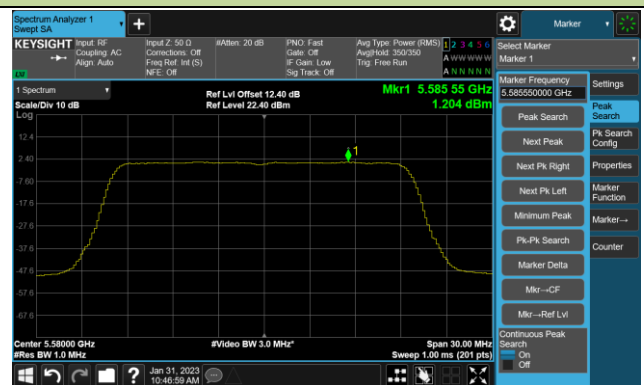 Spectrum Analyzer 1
Swept SA
+
Marker
KEYSIGHT
Input: RF
Coupling: AC
Align: Auto
Input Z: 50 Ω
Corrections: Off
Freq Ref: Int (S)
NFE: Off
#Atten: 20 dB
PNO: Fast
Gate: Off
IF Gain: Low
Sig Track: Off
Avg Type: Power (RMS)
Avg|Hold: 350/350
Trig: Free Run
1 2 3 4 5 6
A W W W W W
A N N N N N
LXI
Select Marker
Marker 1
1 Spectrum
Scale/Div 10 dB
Log
Ref Lvl Offset 12.40 dB
Ref Level 22.40 dBm
Mkr1 5.585 55 GHz
1.204 dBm
12.4
2.40
-7.60
-17.6
-27.6
-37.6
-47.6
-57.6
-67.6
1
Center 5.58000 GHz
#Res BW 1.0 MHz
#Video BW 3.0 MHz*
Span 30.00 MHz
Sweep 1.00 ms (201 pts)
Marker Frequency
5.585550000 GHz
Peak Search
Next Peak
Next Pk Right
Next Pk Left
Minimum Peak
Pk-Pk Search
Marker Delta
Mkr→CF
Mkr→Ref Lvl
Continuous Peak
Search
On
Off
Settings
Peak
Search
Pk Search
Config
Properties
Marker
Function
Marker→
Counter
?
Jan 31, 2023
10:46:59 AM